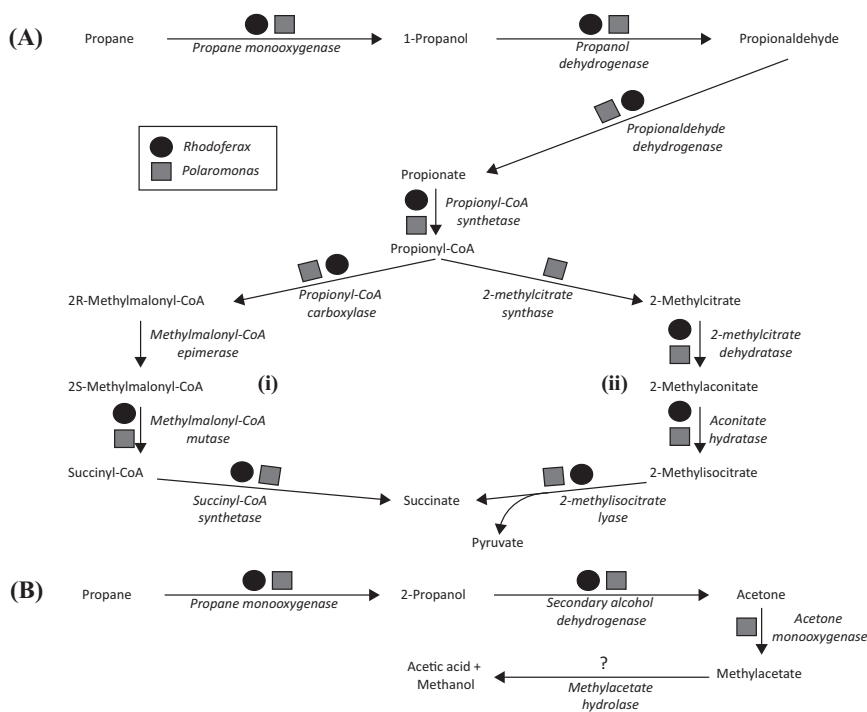 (A)
Propane
Propane monooxygenase
1-Propanol
Propanol
dehydrogenase
Propionaldehyde
Propionaldehyde
dehydrogenase
Rhodoferax
Polaromonas
Propionate
Propionyl-CoA
synthetase
Propionyl-CoA
Propionyl-CoA
carboxylase
2-methylcitrate
synthase
2R-Methylmalonyl-CoA
2-Methylcitrate
Methylmalonyl-CoA
epimerase
2-methylcitrate
dehydratase
2S-Methylmalonyl-CoA
(i)
(ii)
2-Methylaconitate
Methylmalonyl-CoA
mutase
Aconitate
hydratase
Succinyl-CoA
2-Methylisocitrate
Succinyl-CoA
synthetase
Succinate
2-methylisocitrate
lyase
Pyruvate
(B)
Propane
Propane monooxygenase
2-Propanol
Secondary alcohol
dehydrogenase
Acetone
Acetone
monooxygenase
Methylacetate
?
Methylacetate
hydrolase
Acetic acid +
Methanol